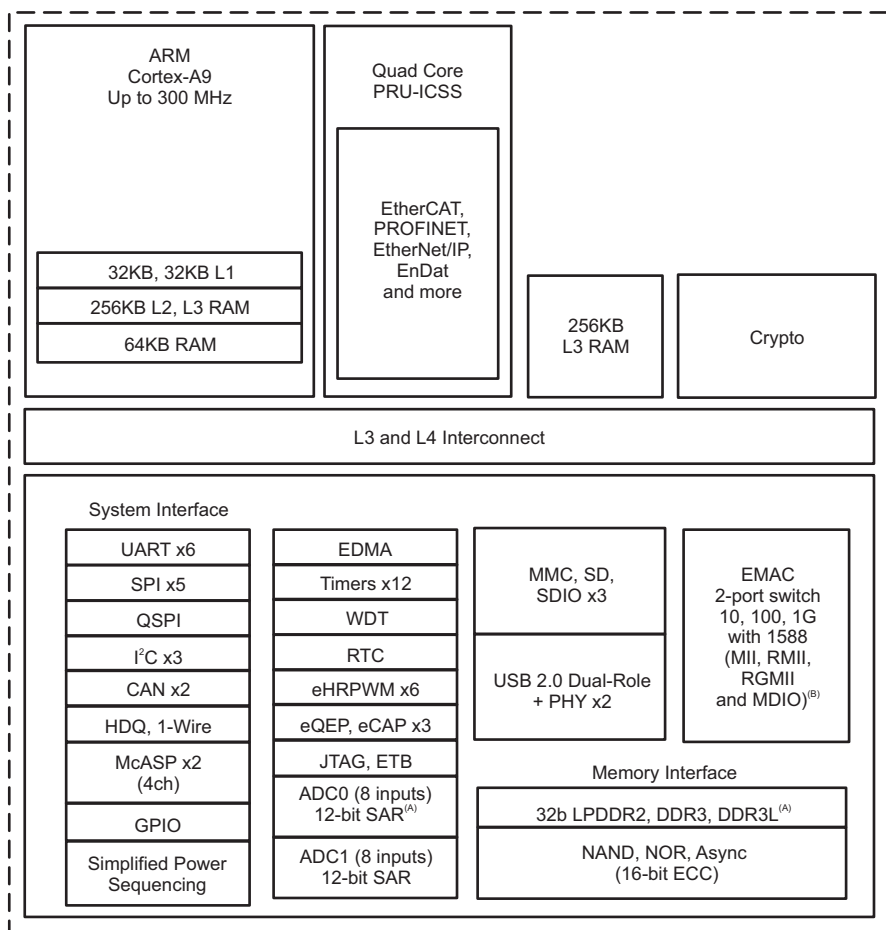 ARM
Cortex-A9
Up to 300 MHz
32KB, 32KB L1
256KB L2, L3 RAM
64KB RAM
Quad Core
PRU-ICSS
EtherCAT,
PROFINET,
EtherNet/IP,
EnDat
and more
256KB
L3 RAM
Crypto
L3 and L4 Interconnect
System Interface
UART x6
SPI x5
QSPI
I²C x3
CAN x2
HDQ, 1-Wire
McASP x2
(4ch)
GPIO
Simplified Power
Sequencing
EDMA
Timers x12
WDT
RTC
eHRPWM x6
eQEP, eCAP x3
JTAG, ETB
ADC0 (8 inputs)
12-bit SAR(A)
ADC1 (8 inputs)
12-bit SAR
MMC, SD,
SDIO x3
USB 2.0 Dual-Role
+ PHY x2
EMAC
2-port switch
10, 100, 1G
with 1588
(MII, RMII,
RGMII
and MDIO)(B)
Memory Interface
32b LPDDR2, DDR3, DDR3L(A)
NAND, NOR, Async
(16-bit ECC)